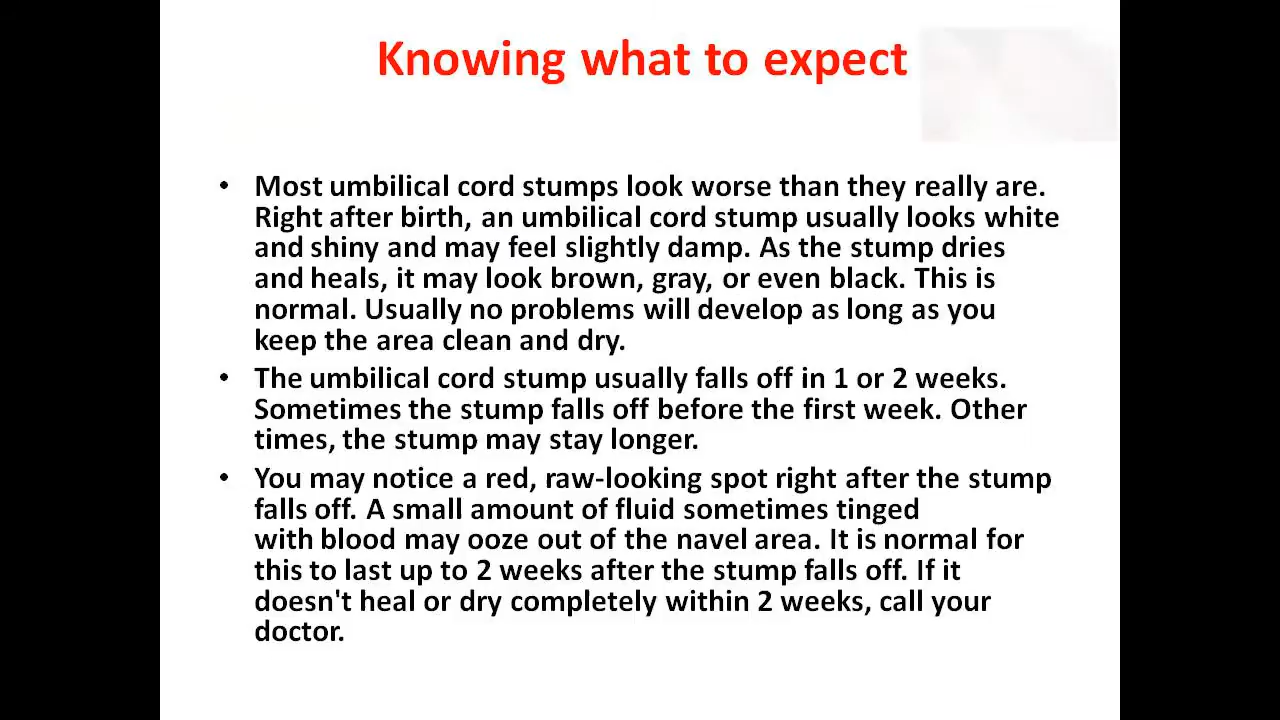 Knowing what to expect
• Most umbilical cord stumps look worse than they really are.
Right after birth, an umbilical cord stump usually looks white
and shiny and may feel slightly damp. As the stump dries
and heals, it may look brown, gray, or even black. This is
normal. Usually no problems will develop as long as you
keep the area clean and dry.
• The umbilical cord stump usually falls off in 1 or 2 weeks.
Sometimes the stump falls off before the first week. Other
times, the stump may stay longer.
• You may notice a red, raw-looking spot right after the stump
falls off. A small amount of fluid sometimes tinged
with blood may ooze out of the navel area. It is normal for
this to last up to 2 weeks after the stump falls off. If it
doesn't heal or dry completely within 2 weeks, call your
doctor.